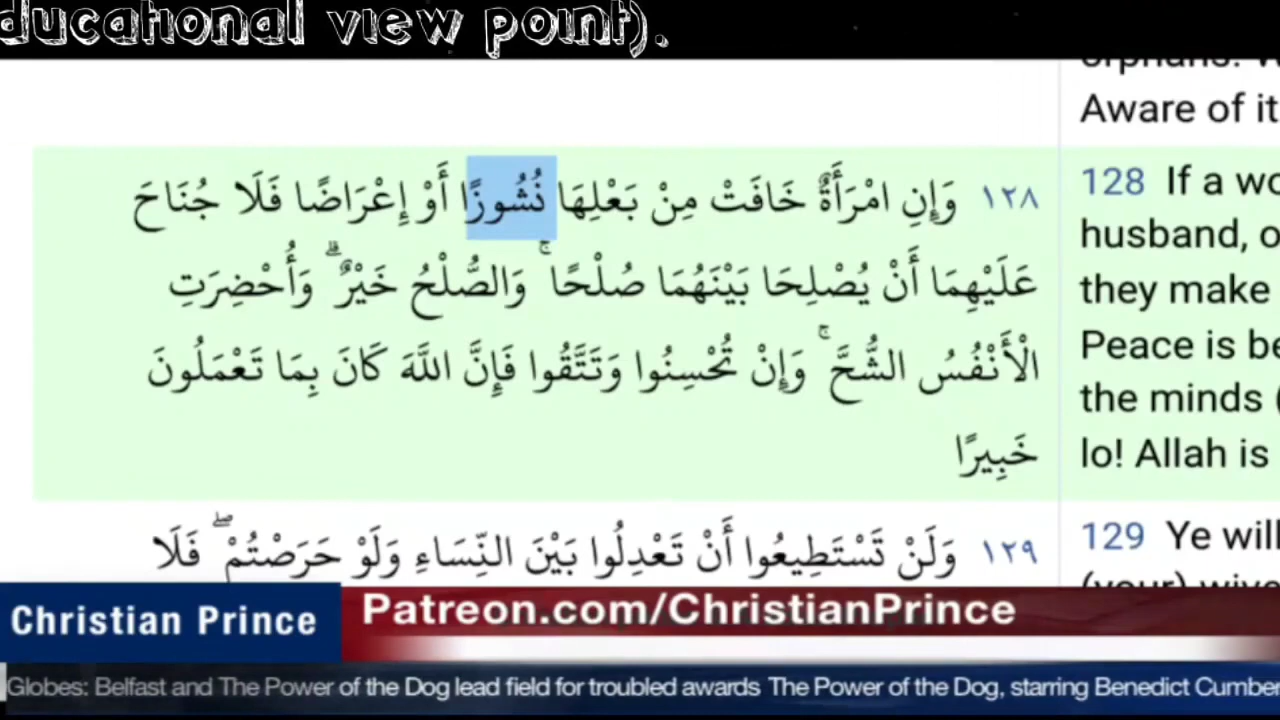 ducational view point).
Aware of it
١٢٨ وَإِنِ امْرَأَةٌ خَافَتْ مِنْ بَعْلِهَا نُشُوزًا أَوْ إِعْرَاضًا فَلَا جُنَاحَ
عَلَيْهِمَا أَنْ يُصْلِحَا بَيْنَهُمَا صُلْحًا ۚ وَالصُّلْحُ خَيْرٌ ۗ وَأُحْضِرَتِ
الْأَنْفُسُ الشُّحَّ ۚ وَإِنْ تُحْسِنُوا وَتَتَّقُوا فَإِنَّ اللَّهَ كَانَ بِمَا تَعْمَلُونَ
خَبِيرًا
128 If a wo
husband, o
they make
Peace is be
the minds (
lo! Allah is
١٢٩ وَلَنْ تَسْتَطِيعُوا أَنْ تَعْدِلُوا بَيْنَ النِّسَاءِ وَلَوْ حَرَصْتُمْ ۖ فَلَا
129 Ye will
Christian Prince
Patreon.com/ChristianPrince
Globes: Belfast and The Power of the Dog lead field for troubled awards The Power of the Dog, starring Benedict Cumber